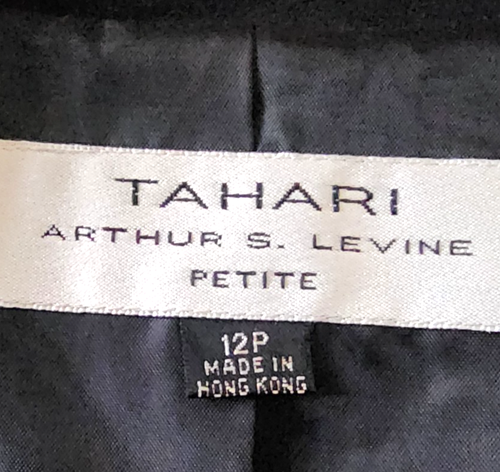 TAHARI
ARTHUR S. LEVINE
PETITE
12P
MADE IN
HONG KONG